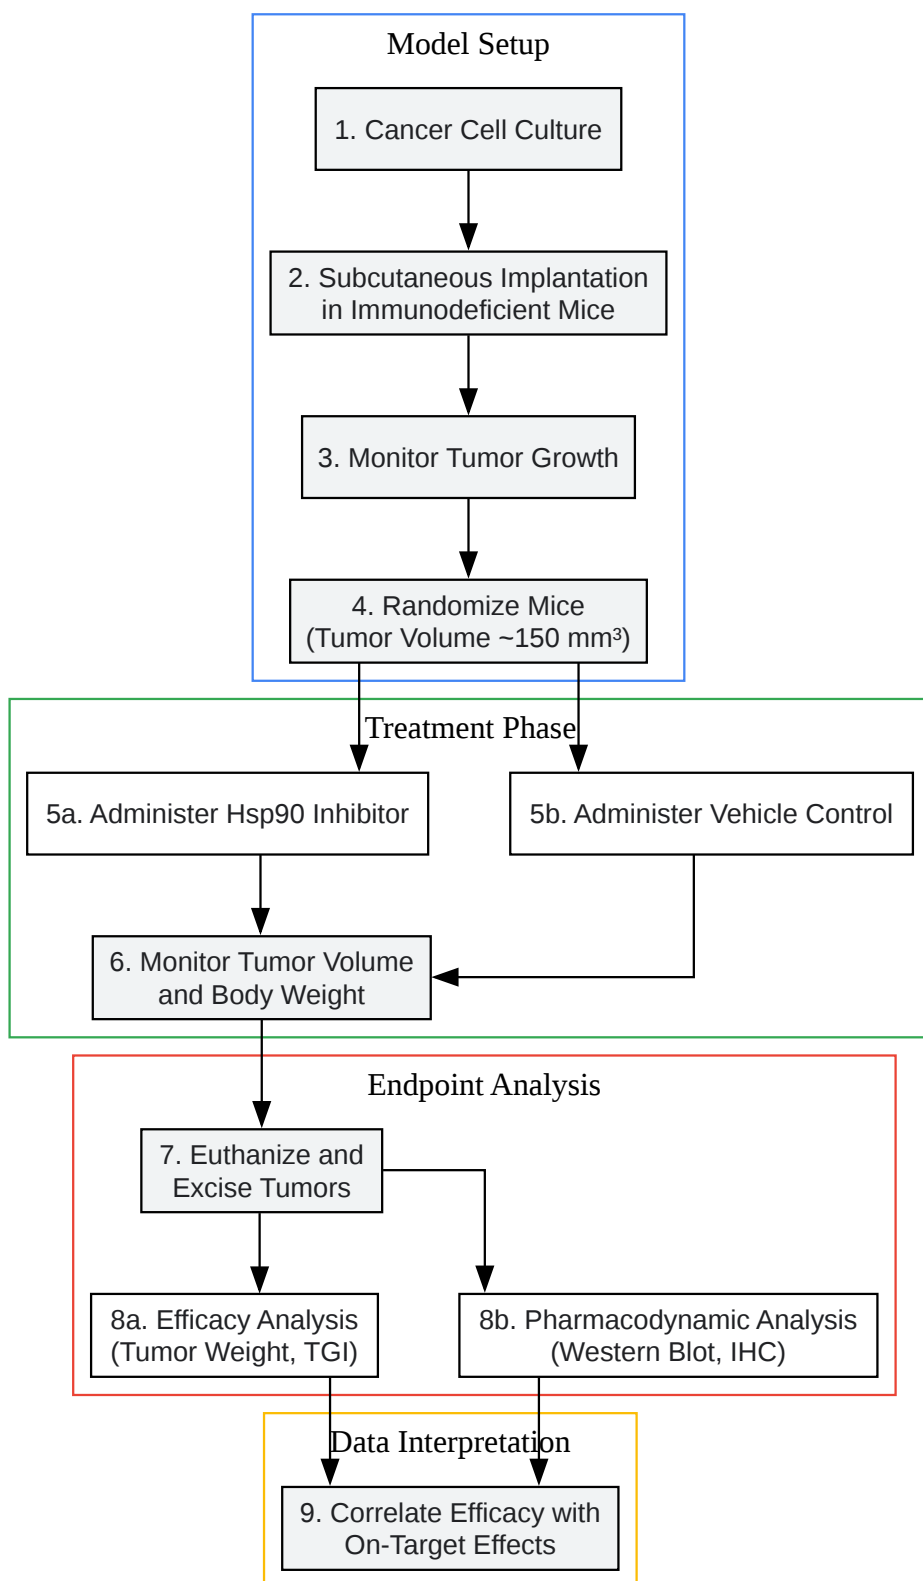 Model Setup
1. Cancer Cell Culture
2. Subcutaneous Implantation
in Immunodeficient Mice
3. Monitor Tumor Growth
4. Randomize Mice
(Tumor Volume ~150 mm³)
Treatment Phase
5a. Administer Hsp90 Inhibitor
5b. Administer Vehicle Control
6. Monitor Tumor Volume
and Body Weight
Endpoint Analysis
7. Euthanize and
Excise Tumors
8a. Efficacy Analysis
(Tumor Weight, TGI)
8b. Pharmacodynamic Analysis
(Western Blot, IHC)
Data Interpretation
9. Correlate Efficacy with
On-Target Effects